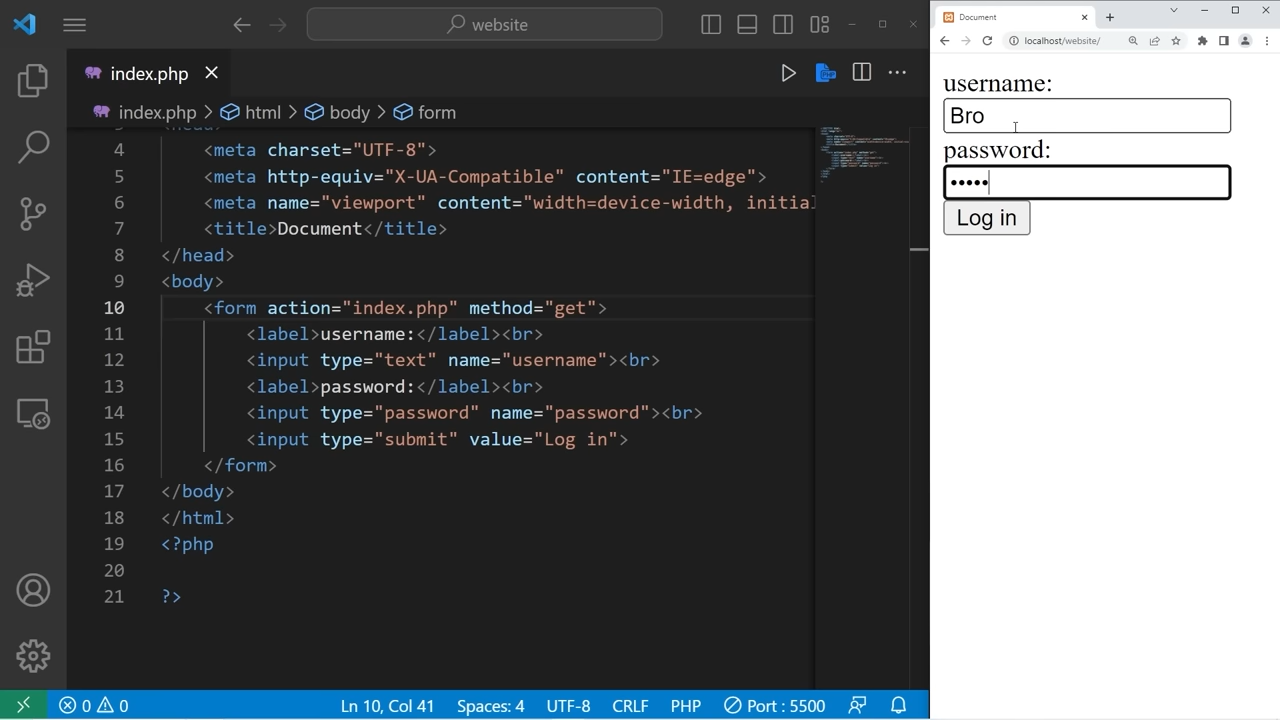 website
index.php
index.php > html > body > form
4 <meta charset="UTF-8">
5 <meta http-equiv="X-UA-Compatible" content="IE=edge">
6 <meta name="viewport" content="width=device-width, initial
7 <title>Document</title>
8 </head>
9 <body>
10 <form action="index.php" method="get">
11 <label>username:</label><br>
12 <input type="text" name="username"><br>
13 <label>password:</label><br>
14 <input type="password" name="password"><br>
15 <input type="submit" value="Log in">
16 </form>
17 </body>
18 </html>
19 <?php
20
21 ?>
0 0
Ln 10, Col 41 Spaces: 4 UTF-8 CRLF PHP Port : 5500
Document
localhost/website/
username:
Bro
password:
•••••
Log in